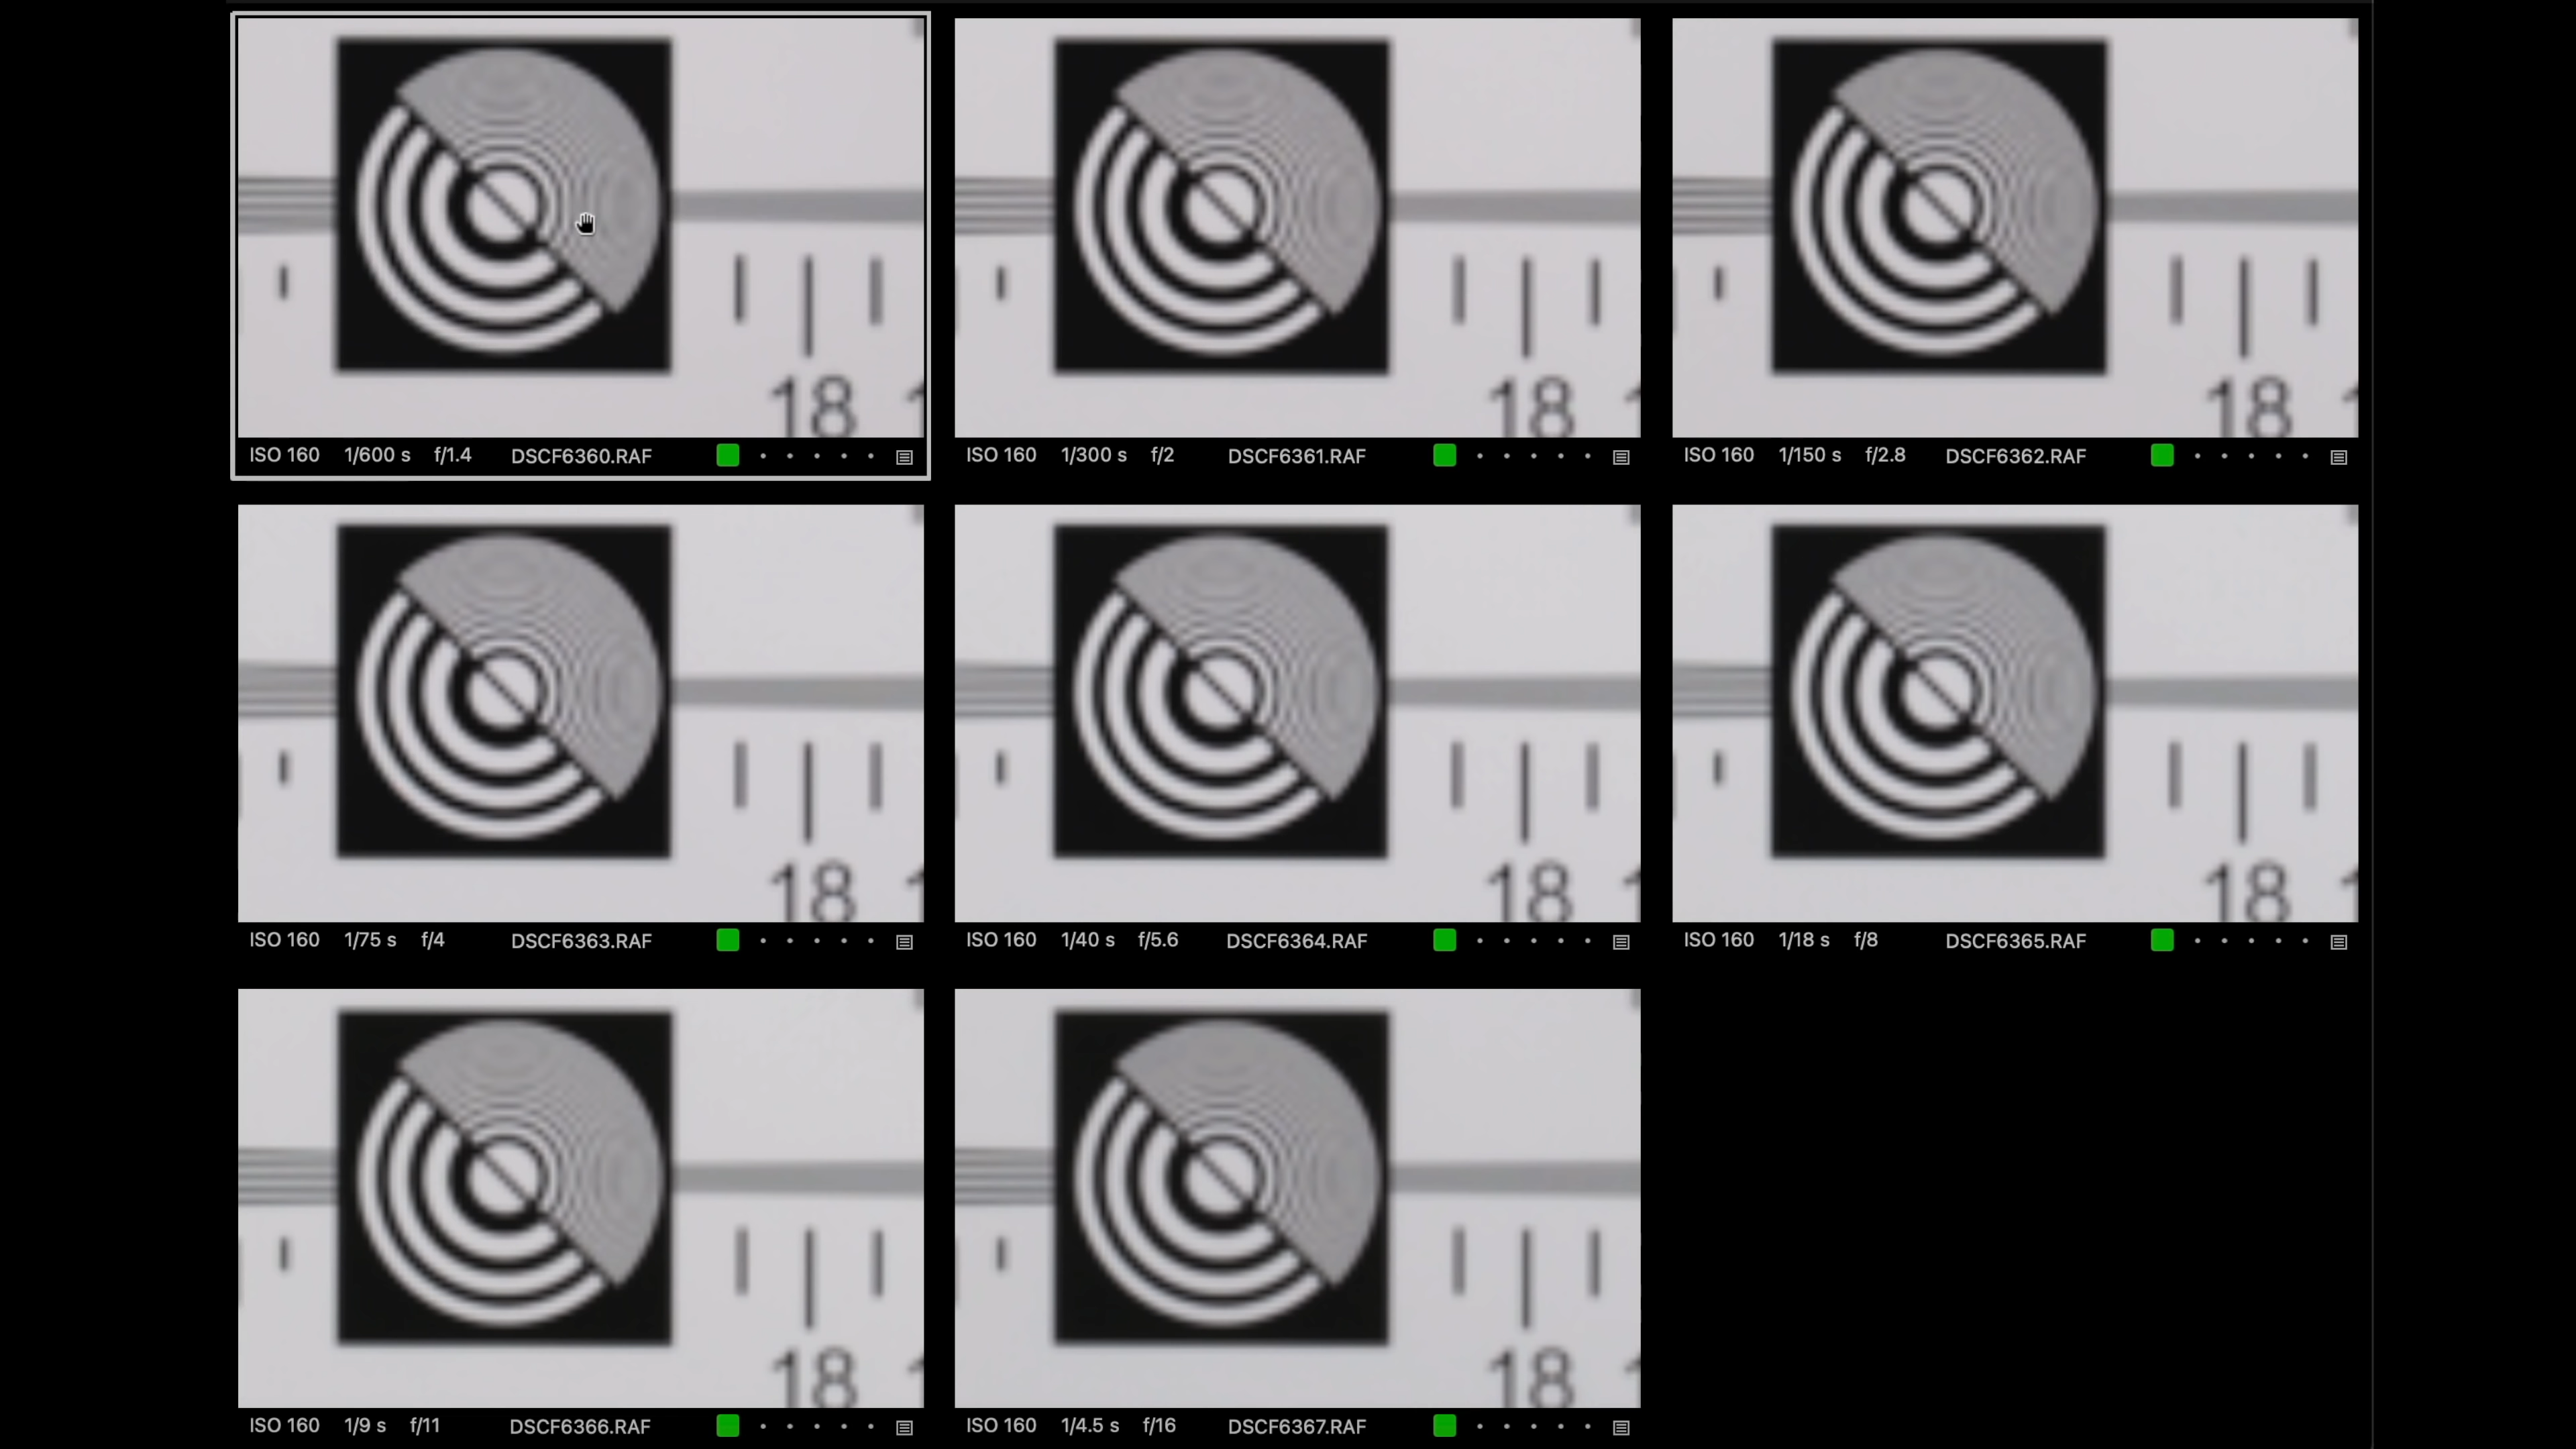 18
18
18
ISO 160 1/600 s f/1.4 DSCF6360.RAF
ISO 160 1/300 s f/2 DSCF6361.RAF
ISO 160 1/150 s f/2.8 DSCF6362.RAF
18
18
18
ISO 160 1/75 s f/4 DSCF6363.RAF
ISO 160 1/40 s f/5.6 DSCF6364.RAF
ISO 160 1/18 s f/8 DSCF6365.RAF
18
18
ISO 160 1/9 s f/11 DSCF6366.RAF
ISO 160 1/4.5 s f/16 DSCF6367.RAF